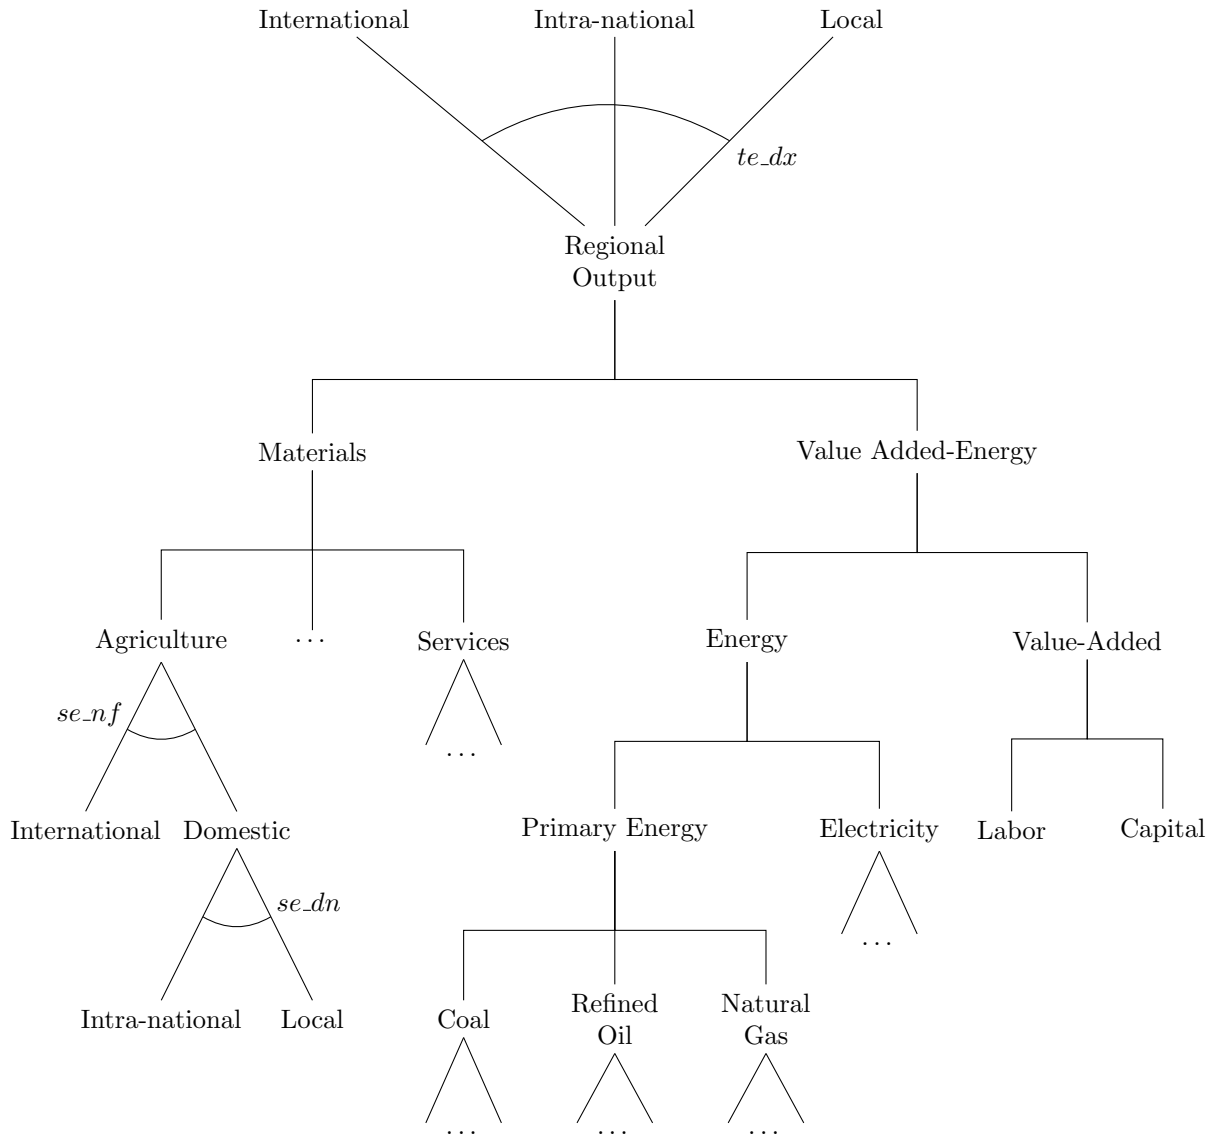 International Intra-national Local
te_dx
Regional
Output
Materials Value Added-Energy
Agriculture ... Services Energy Value-Added
se_nf
...
International Domestic Primary Energy Electricity Labor Capital
se_dn
...
Intra-national Local Coal Refined Oil Natural Gas
... ... ...